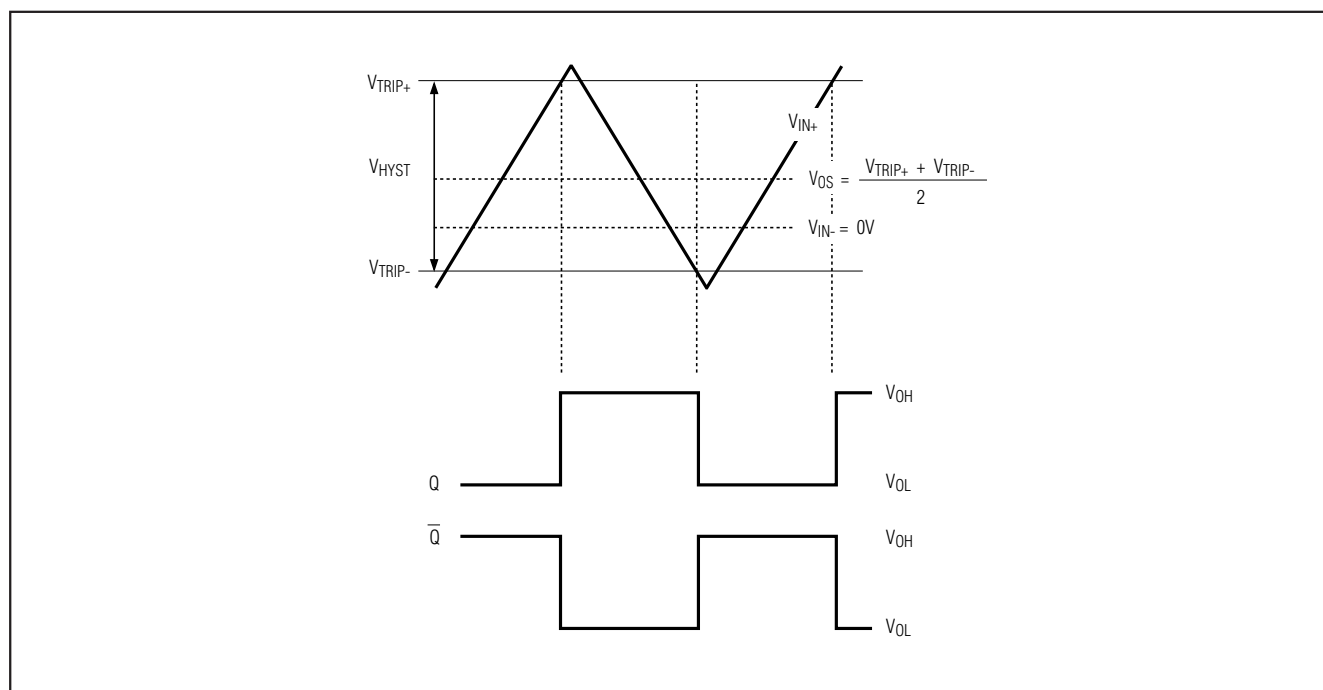 VTRIP+
VIN+
VHYST
VOS = VTRIP+ + VTRIP- / 2
VIN- = 0V
VTRIP-
VOH
Q VOL
Q̅ VOH
VOL